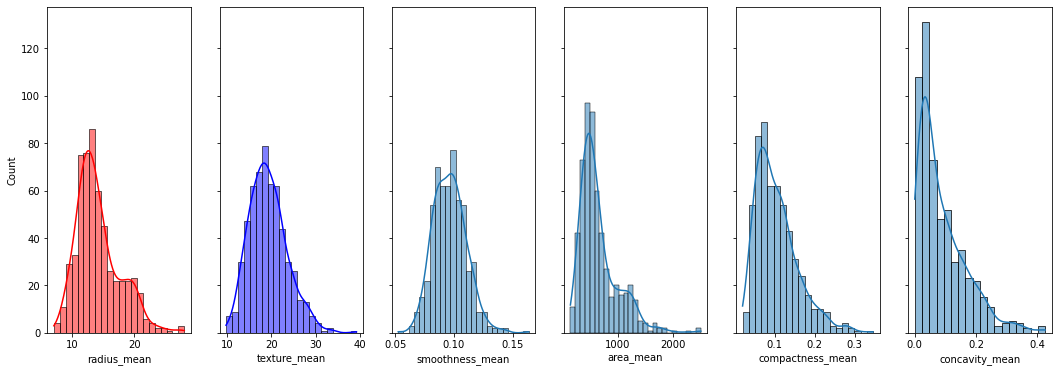 120
100
80
60
40
20
0
Count
10 20
radius_mean
10 20 30 40
texture_mean
0.05 0.10 0.15
smoothness_mean
1000 2000
area_mean
0.1 0.2 0.3
compactness_mean
0.0 0.2 0.4
concavity_mean